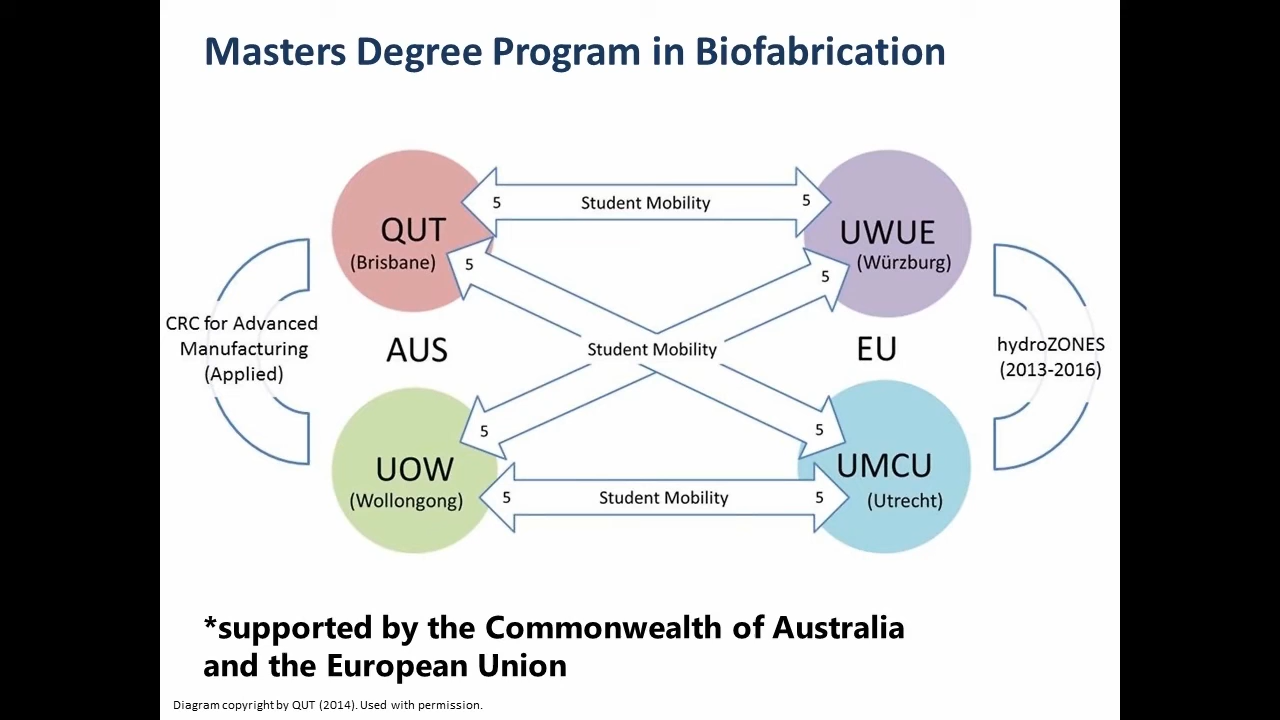 Masters Degree Program in Biofabrication
5
Student Mobility
5
QUT
(Brisbane)
5
UWUE
(Würzburg)
5
CRC for Advanced
Manufacturing
(Applied)
AUS
Student Mobility
EU
hydroZONES
(2013-2016)
5
5
UOW
(Wollongong)
UMCU
(Utrecht)
5
Student Mobility
5
*supported by the Commonwealth of Australia
and the European Union
Diagram copyright by QUT (2014). Used with permission.